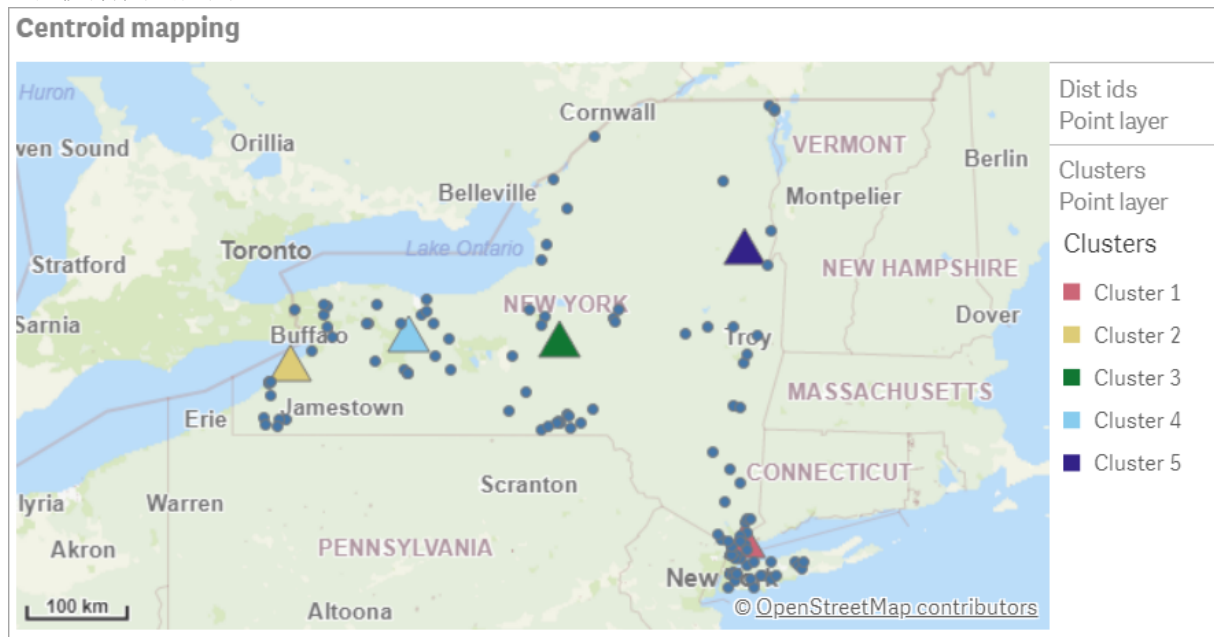 Centroid mapping
Huron
Cornwall
Dist ids
Point layer
wen Sound
Orillia
VERMONT
Berlin
Clusters
Point layer
Belleville
Montpelier
Clusters
Toronto
Lake Ontario
Stratford
NEW HAMPSHIRE
Cluster 1
NEW YORK
Sarnia
Dover
Cluster 2
Buffalo
Troy
Cluster 3
MASSACHUSETTS
Jamestown
Erie
Cluster 4
CONNECTICUT
Cluster 5
Scranton
lyria
Warren
Akron
PENNSYLVANIA
New York
100 km
Altoona
© OpenStreetMap contributors